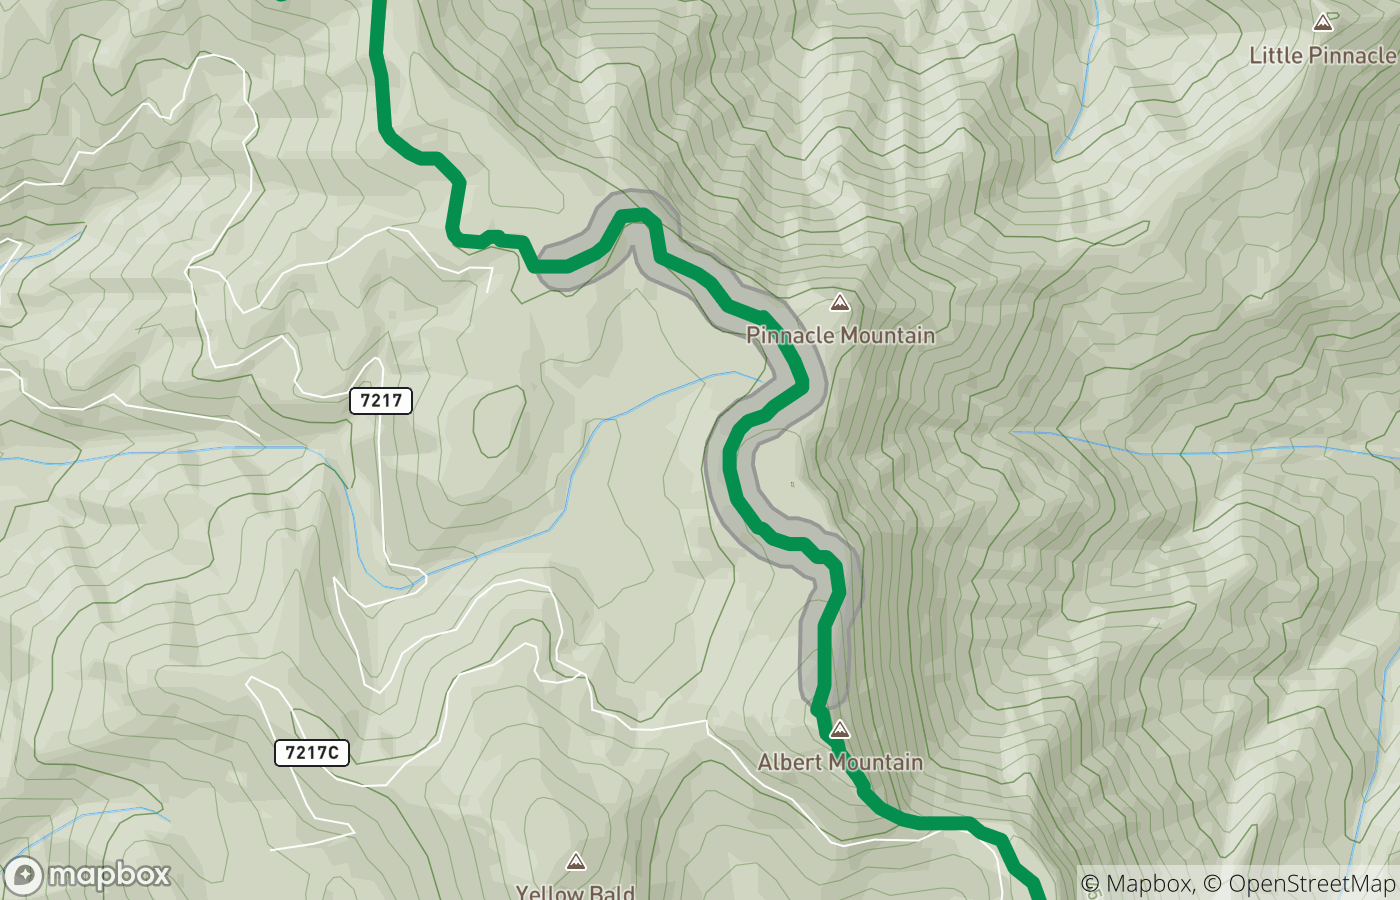 Little Pinnacle
Pinnacle Mountain
7217
7217C
Albert Mountain
Yellow Bald
mapbox
© Mapbox, © OpenStreetMap